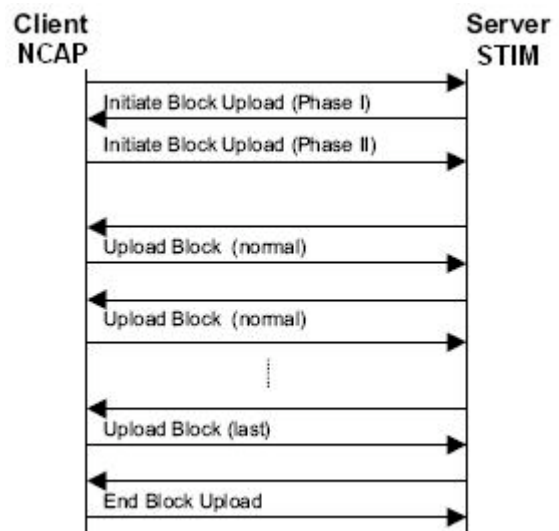 Client
NCAP
Server
STIM
Initiate Block Upload (Phase I)
Initiate Block Upload (Phase II)
Upload Block (normal)
Upload Block (normal)
Upload Block (last)
End Block Upload